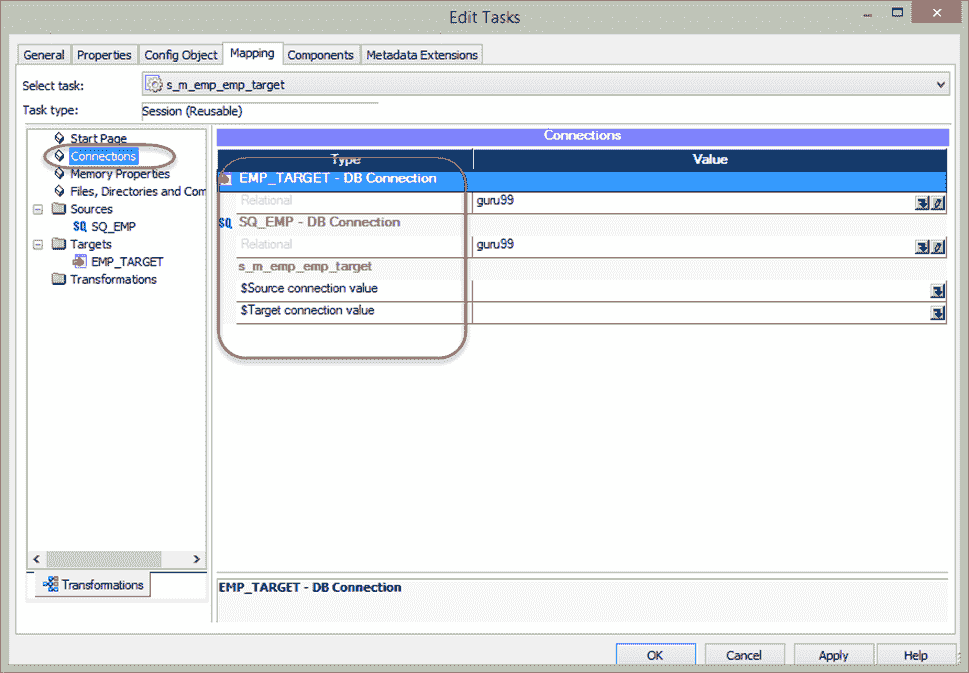 Edit Tasks
General Properties Config Object Mapping Components Metadata Extensions
Select task: s_m_emp_emp_target
Task type: Session (Reusable)
Start Page
Connections
Memory Properties
Files, Directories and Com
Sources
SQ SQ_EMP
Targets
EMP_TARGET
Transformations
Transformations
Connections
Type Value
EMP_TARGET - DB Connection
Relational guru99
SQ SQ_EMP - DB Connection
Relational guru99
s_m_emp_emp_target
$Source connection value
$Target connection value
EMP_TARGET - DB Connection
OK Cancel Apply Help